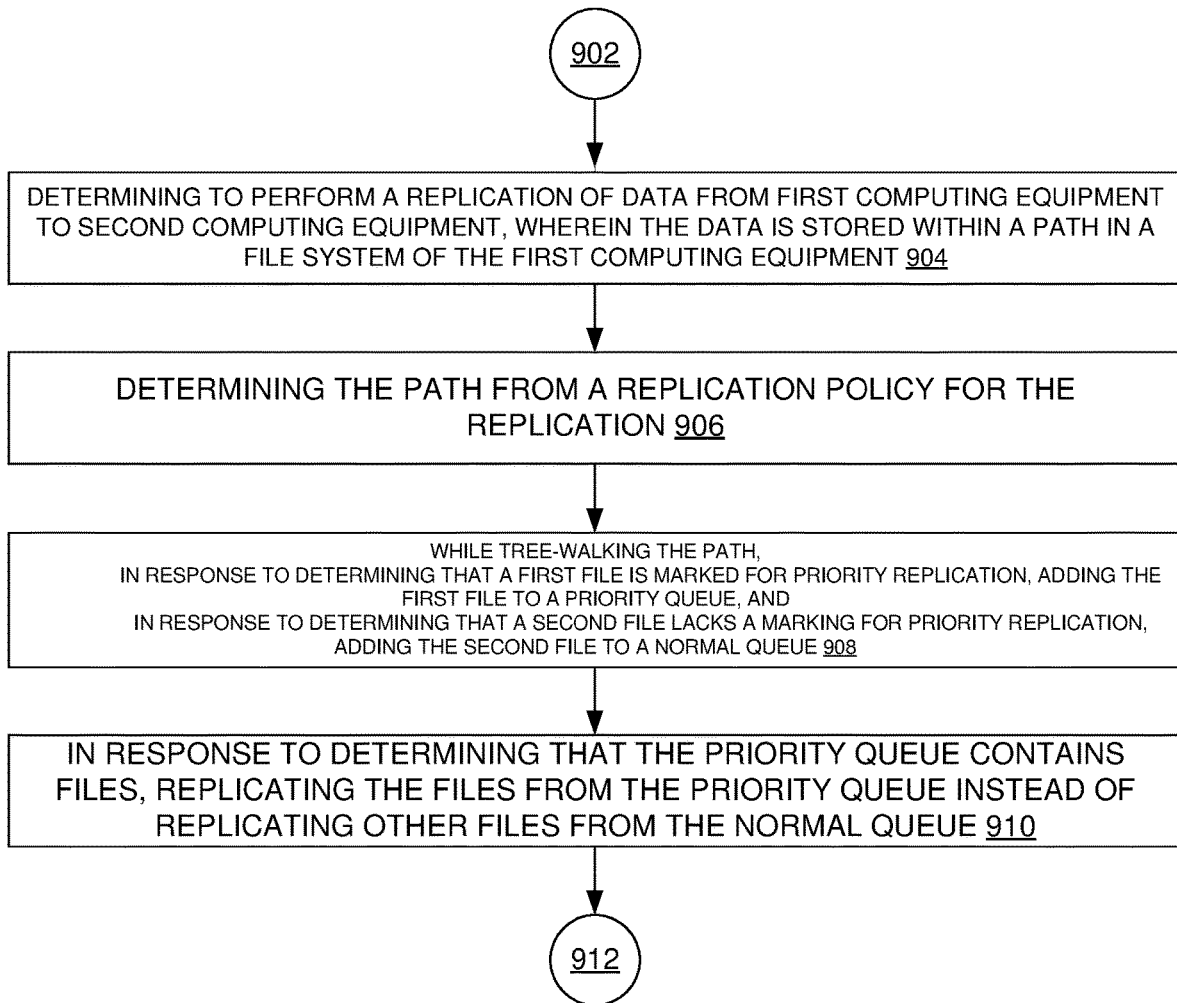 902
DETERMINING TO PERFORM A REPLICATION OF DATA FROM FIRST COMPUTING EQUIPMENT
TO SECOND COMPUTING EQUIPMENT, WHEREIN THE DATA IS STORED WITHIN A PATH IN A
FILE SYSTEM OF THE FIRST COMPUTING EQUIPMENT 904
DETERMINING THE PATH FROM A REPLICATION POLICY FOR THE
REPLICATION 906
WHILE TREE-WALKING THE PATH,
IN RESPONSE TO DETERMINING THAT A FIRST FILE IS MARKED FOR PRIORITY REPLICATION, ADDING THE
FIRST FILE TO A PRIORITY QUEUE, AND
IN RESPONSE TO DETERMINING THAT A SECOND FILE LACKS A MARKING FOR PRIORITY REPLICATION,
ADDING THE SECOND FILE TO A NORMAL QUEUE 908
IN RESPONSE TO DETERMINING THAT THE PRIORITY QUEUE CONTAINS
FILES, REPLICATING THE FILES FROM THE PRIORITY QUEUE INSTEAD OF
REPLICATING OTHER FILES FROM THE NORMAL QUEUE 910
912